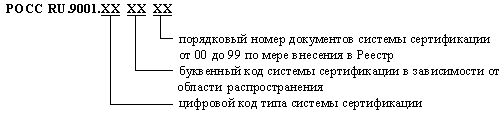 РОСС RU.9001.XX XX XX
порядковый номер документов системы сертификации
от 00 до 99 по мере внесения в Реестр
буквенный код системы сертификации в зависимости от
области распространения
цифровой код типа системы сертификации